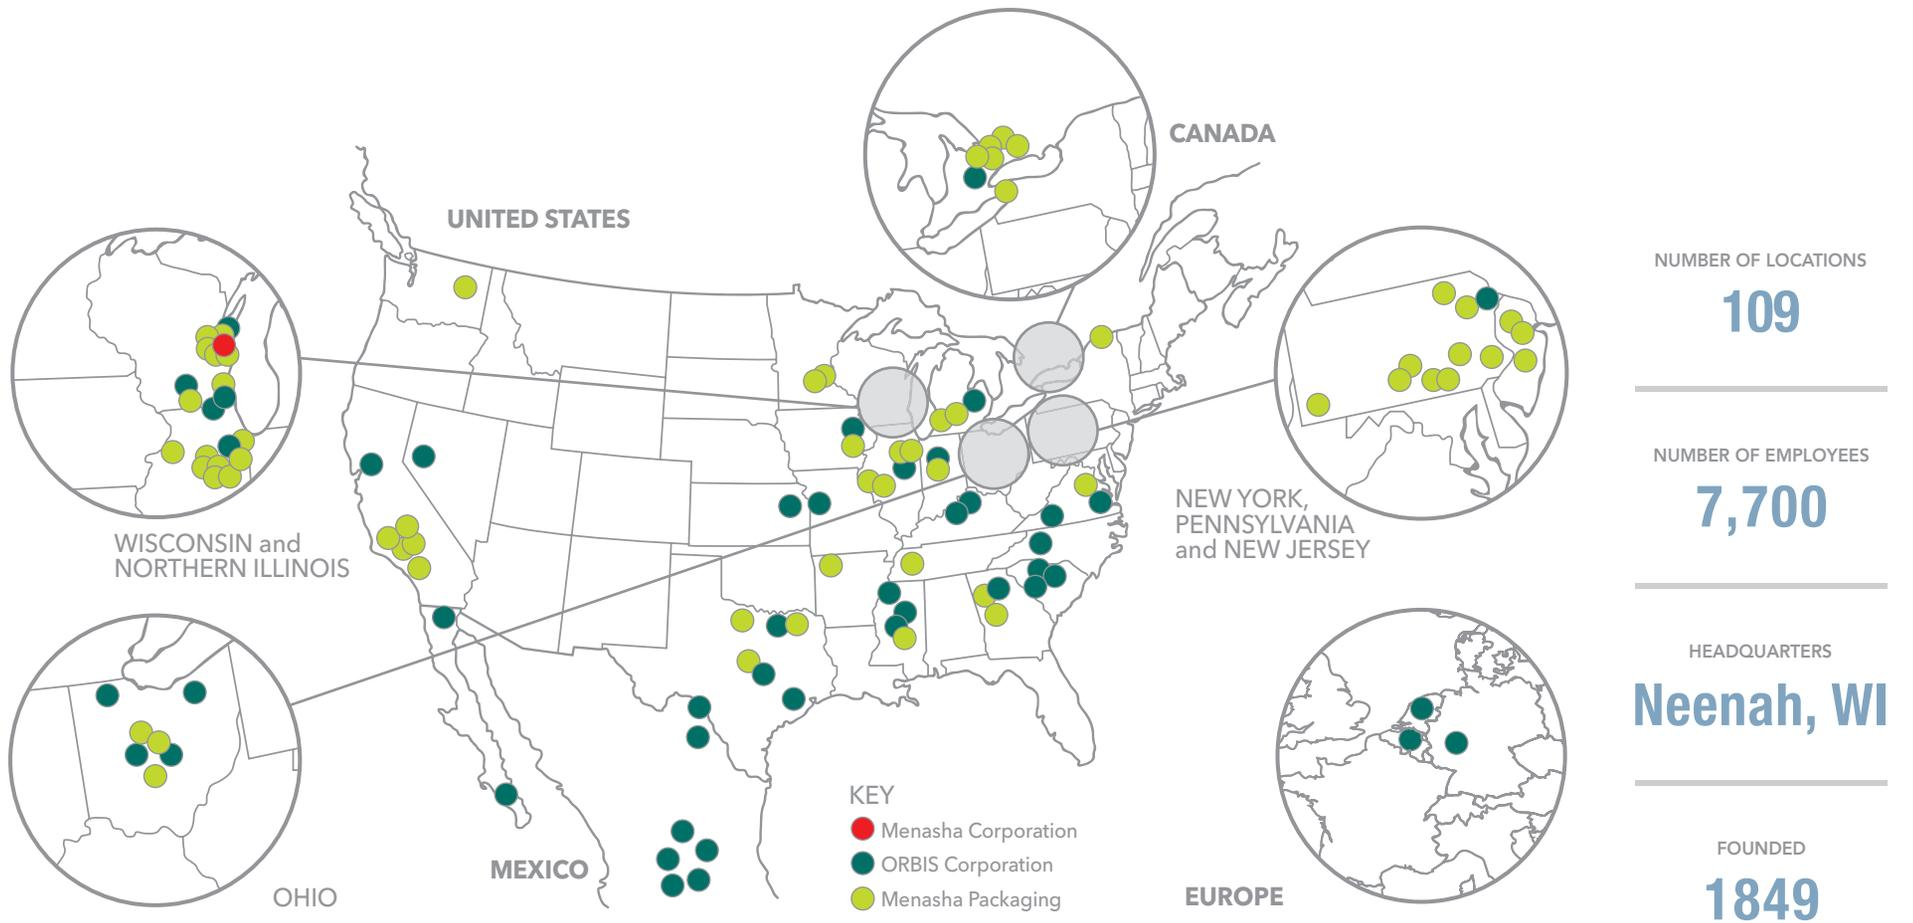 CANADA
UNITED STATES
NUMBER OF LOCATIONS
109
NUMBER OF EMPLOYEES
7,700
NEW YORK,
PENNSYLVANIA
and NEW JERSEY
WISCONSIN and
NORTHERN ILLINOIS
HEADQUARTERS
Neenah, WI
KEY
Menasha Corporation
ORBIS Corporation
Menasha Packaging
MEXICO
OHIO
EUROPE
FOUNDED
1849